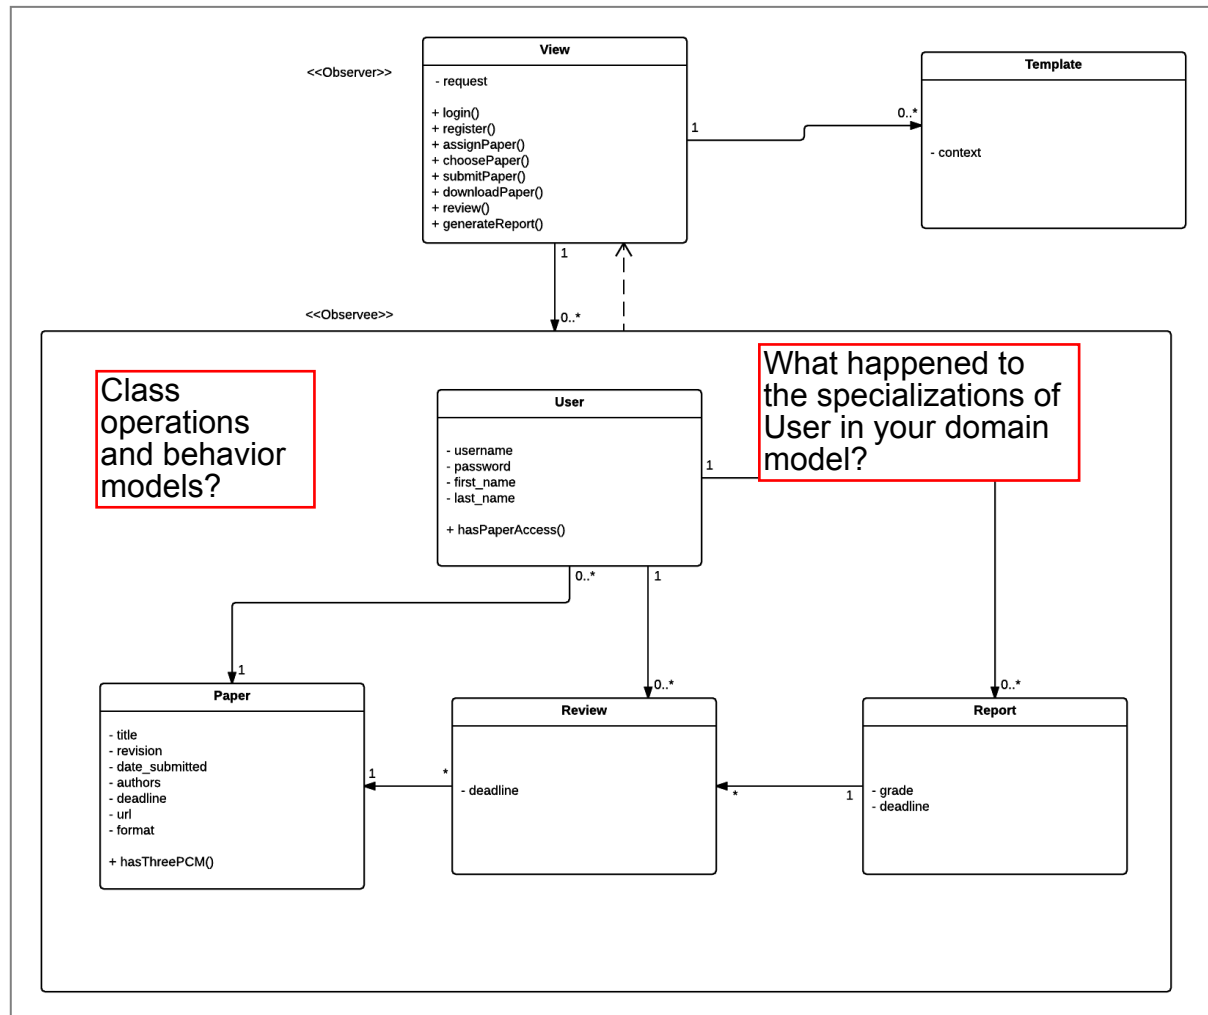 <<Observer>>
View
- request
+ login()
+ register()
+ assignPaper()
+ choosePaper()
+ submitPaper()
+ downloadPaper()
+ review()
+ generateReport()
1
0..*
Template
- context
1
0..*
<<Observee>>
Class
operations
and behavior
models?
User
- username
- password
- first_name
- last_name
+ hasPaperAccess()
What happened to
the specializations of
User in your domain
model?
1
0..*
1
1
0..*
0..*
Paper
- title
- revision
- date_submitted
- authors
- deadline
- url
- format
+ hasThreePCM()
1
*
Review
- deadline
*
1
Report
- grade
- deadline